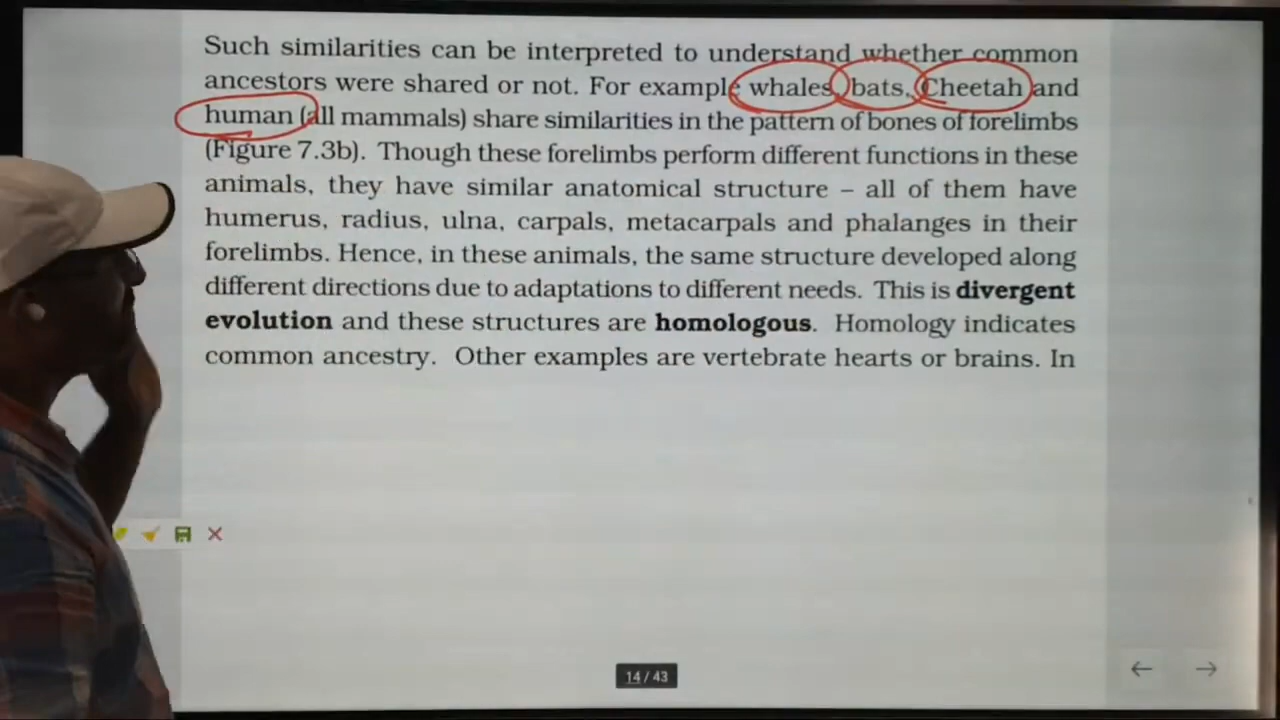 Such similarities can be interpreted to understand whether common
ancestors were shared or not. For example whales, bats, Cheetah and
human (all mammals) share similarities in the pattern of bones of forelimbs
(Figure 7.3b). Though these forelimbs perform different functions in these
animals, they have similar anatomical structure – all of them have
humerus, radius, ulna, carpals, metacarpals and phalanges in their
forelimbs. Hence, in these animals, the same structure developed along
different directions due to adaptations to different needs. This is divergent
evolution and these structures are homologous. Homology indicates
common ancestry. Other examples are vertebrate hearts or brains. In
14 / 43